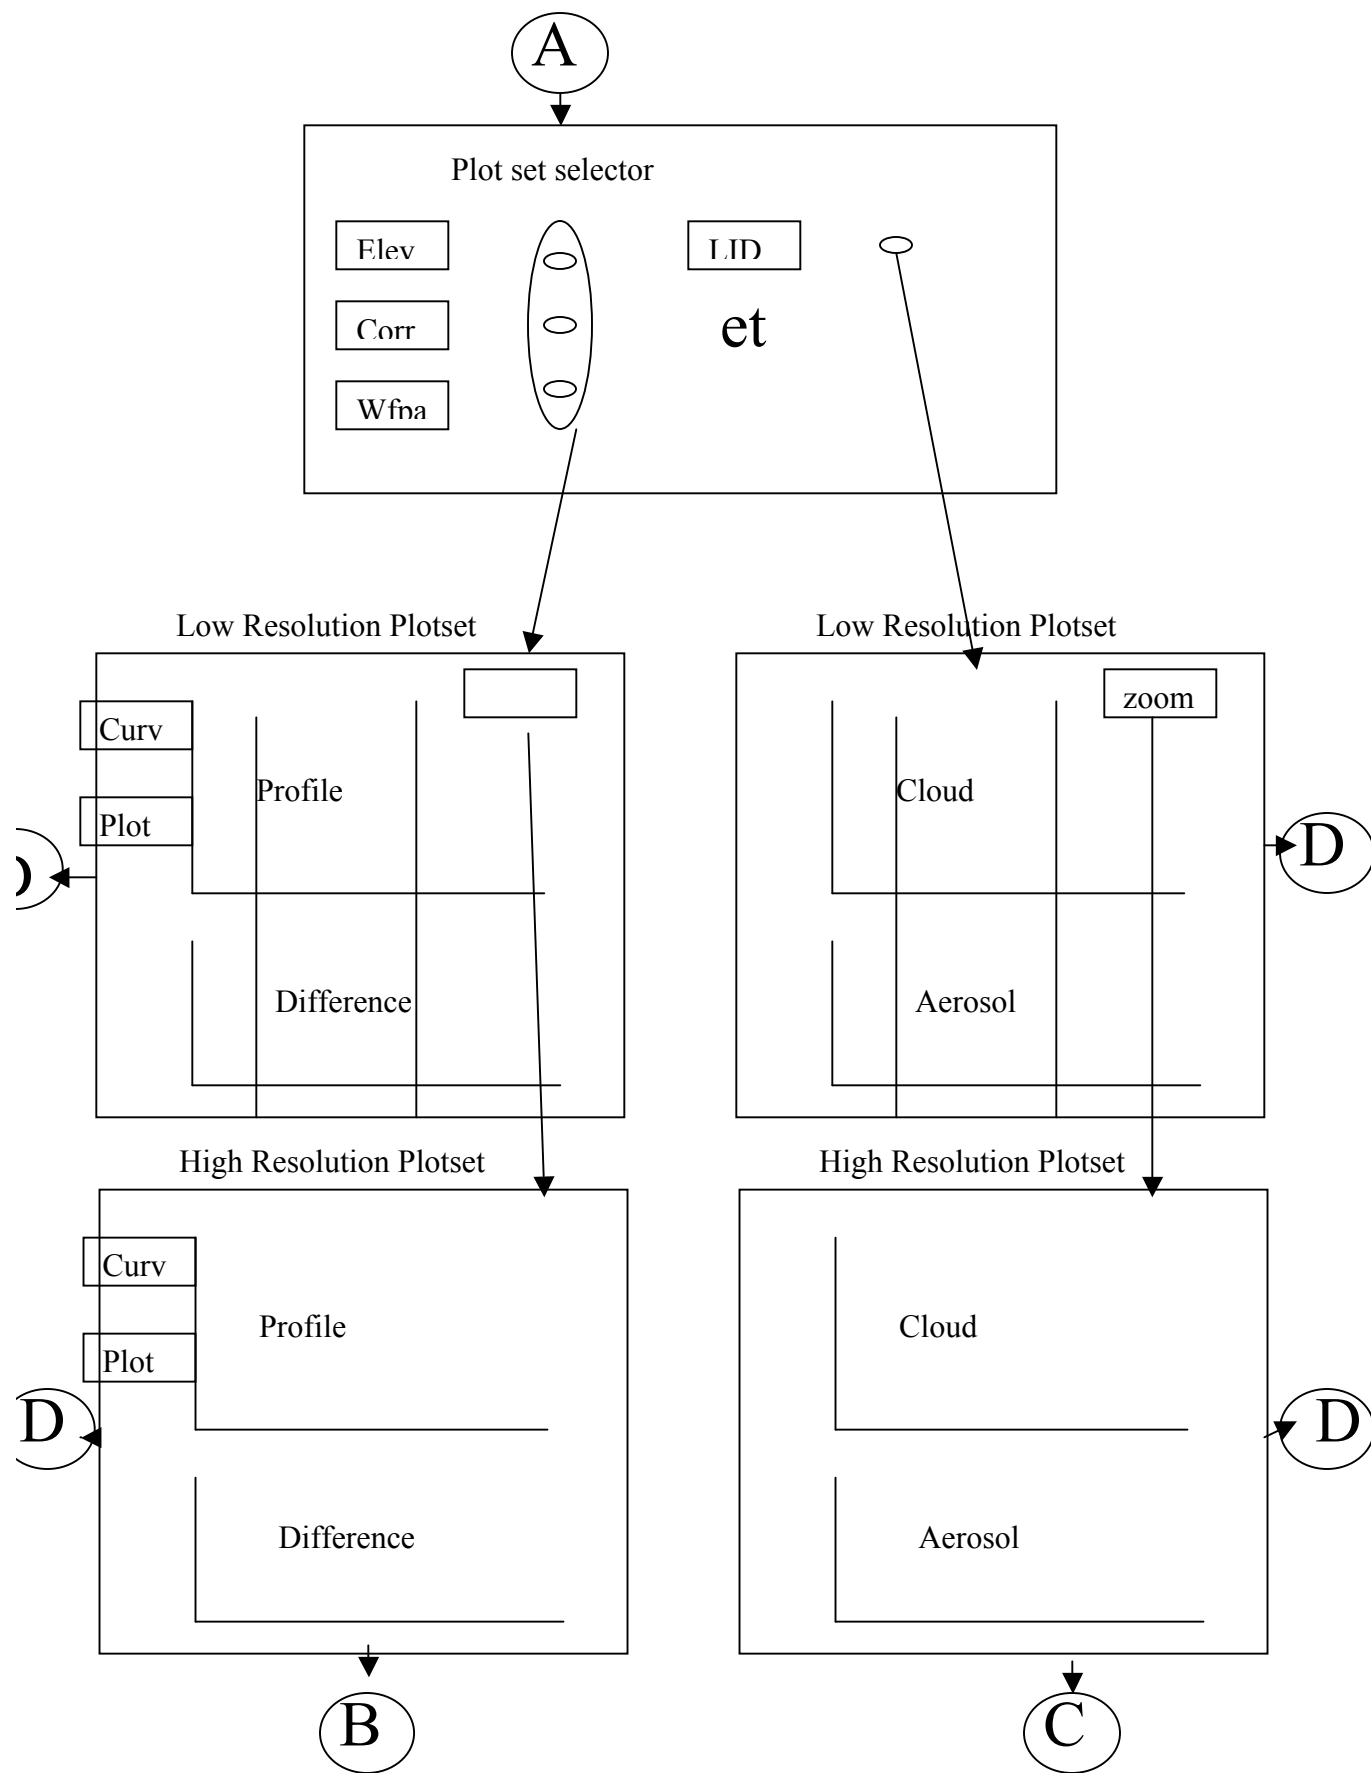 A
Plot set selector
Elev
LID
Corr
et
Wfpa
Low Resolution Plotset
Low Resolution Plotset
zoom
Curv
Profile
Cloud
Plot
D
D
Difference
Aerosol
High Resolution Plotset
High Resolution Plotset
Curv
Profile
Cloud
Plot
D
D
Difference
Aerosol
B
C